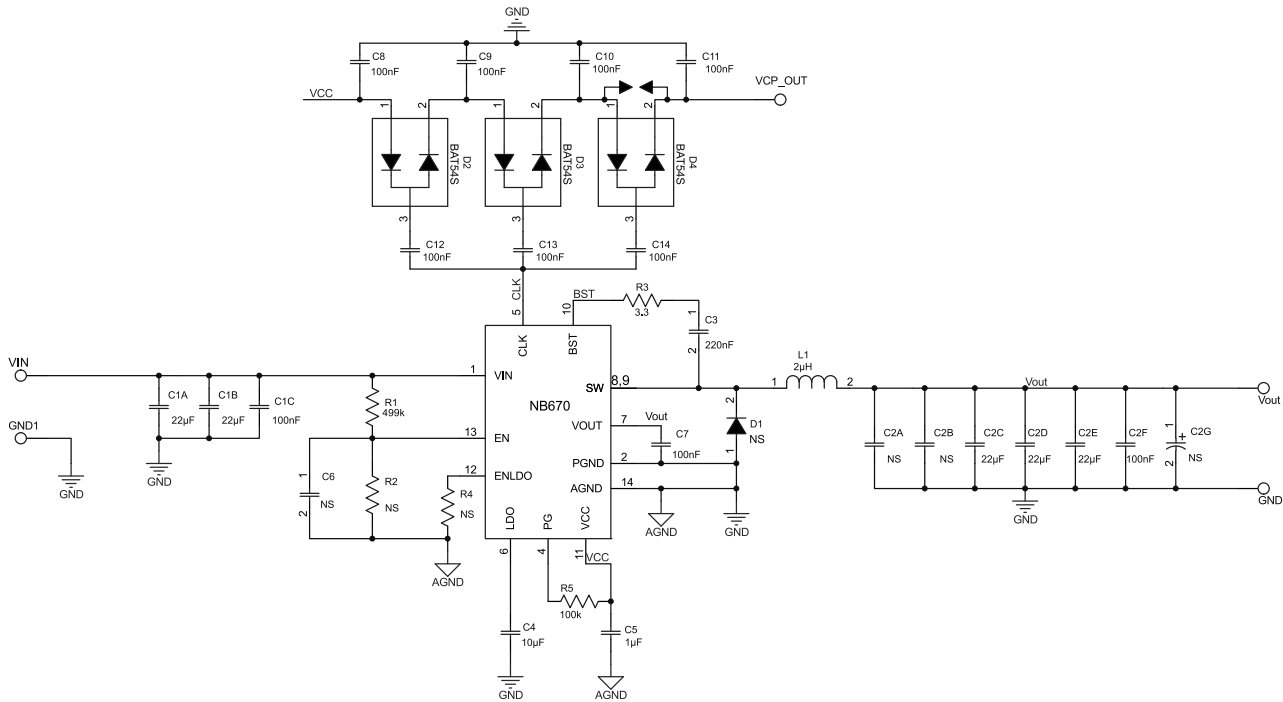 GND
C8
100nF
C9
100nF
C10
100nF
C11
100nF
VCP_OUT
VCC
1
2
1
2
1
2
D2
BAT54S
D3
BAT54S
D4
BAT54S
3
3
3
C12
100nF
C13
100nF
C14
100nF
CLK
5
BST
10
R3
3.3
1
C3
220nF
2
CLK
BST
VIN
1
VIN
SW
8,9
L1
2µH
1
2
Vout
Vout
C1A
22µF
C1B
22µF
C1C
100nF
R1
499k
NB670
GND1
GND
GND
13
EN
VOUT
7
Vout
C7
100nF
2
D1
NS
1
C2A
NS
C2B
NS
C2C
22µF
C2D
22µF
C2E
22µF
C2F
100nF
1
+
C2G
NS
2
PGND
2
12
ENLDO
AGND
14
C6
1
NS
2
R2
NS
R4
NS
AGND
LDO
PG
VCC
AGND
GND
GND
GND
6
4
11
VCC
R5
100k
C4
10µF
C5
1µF
GND
AGND